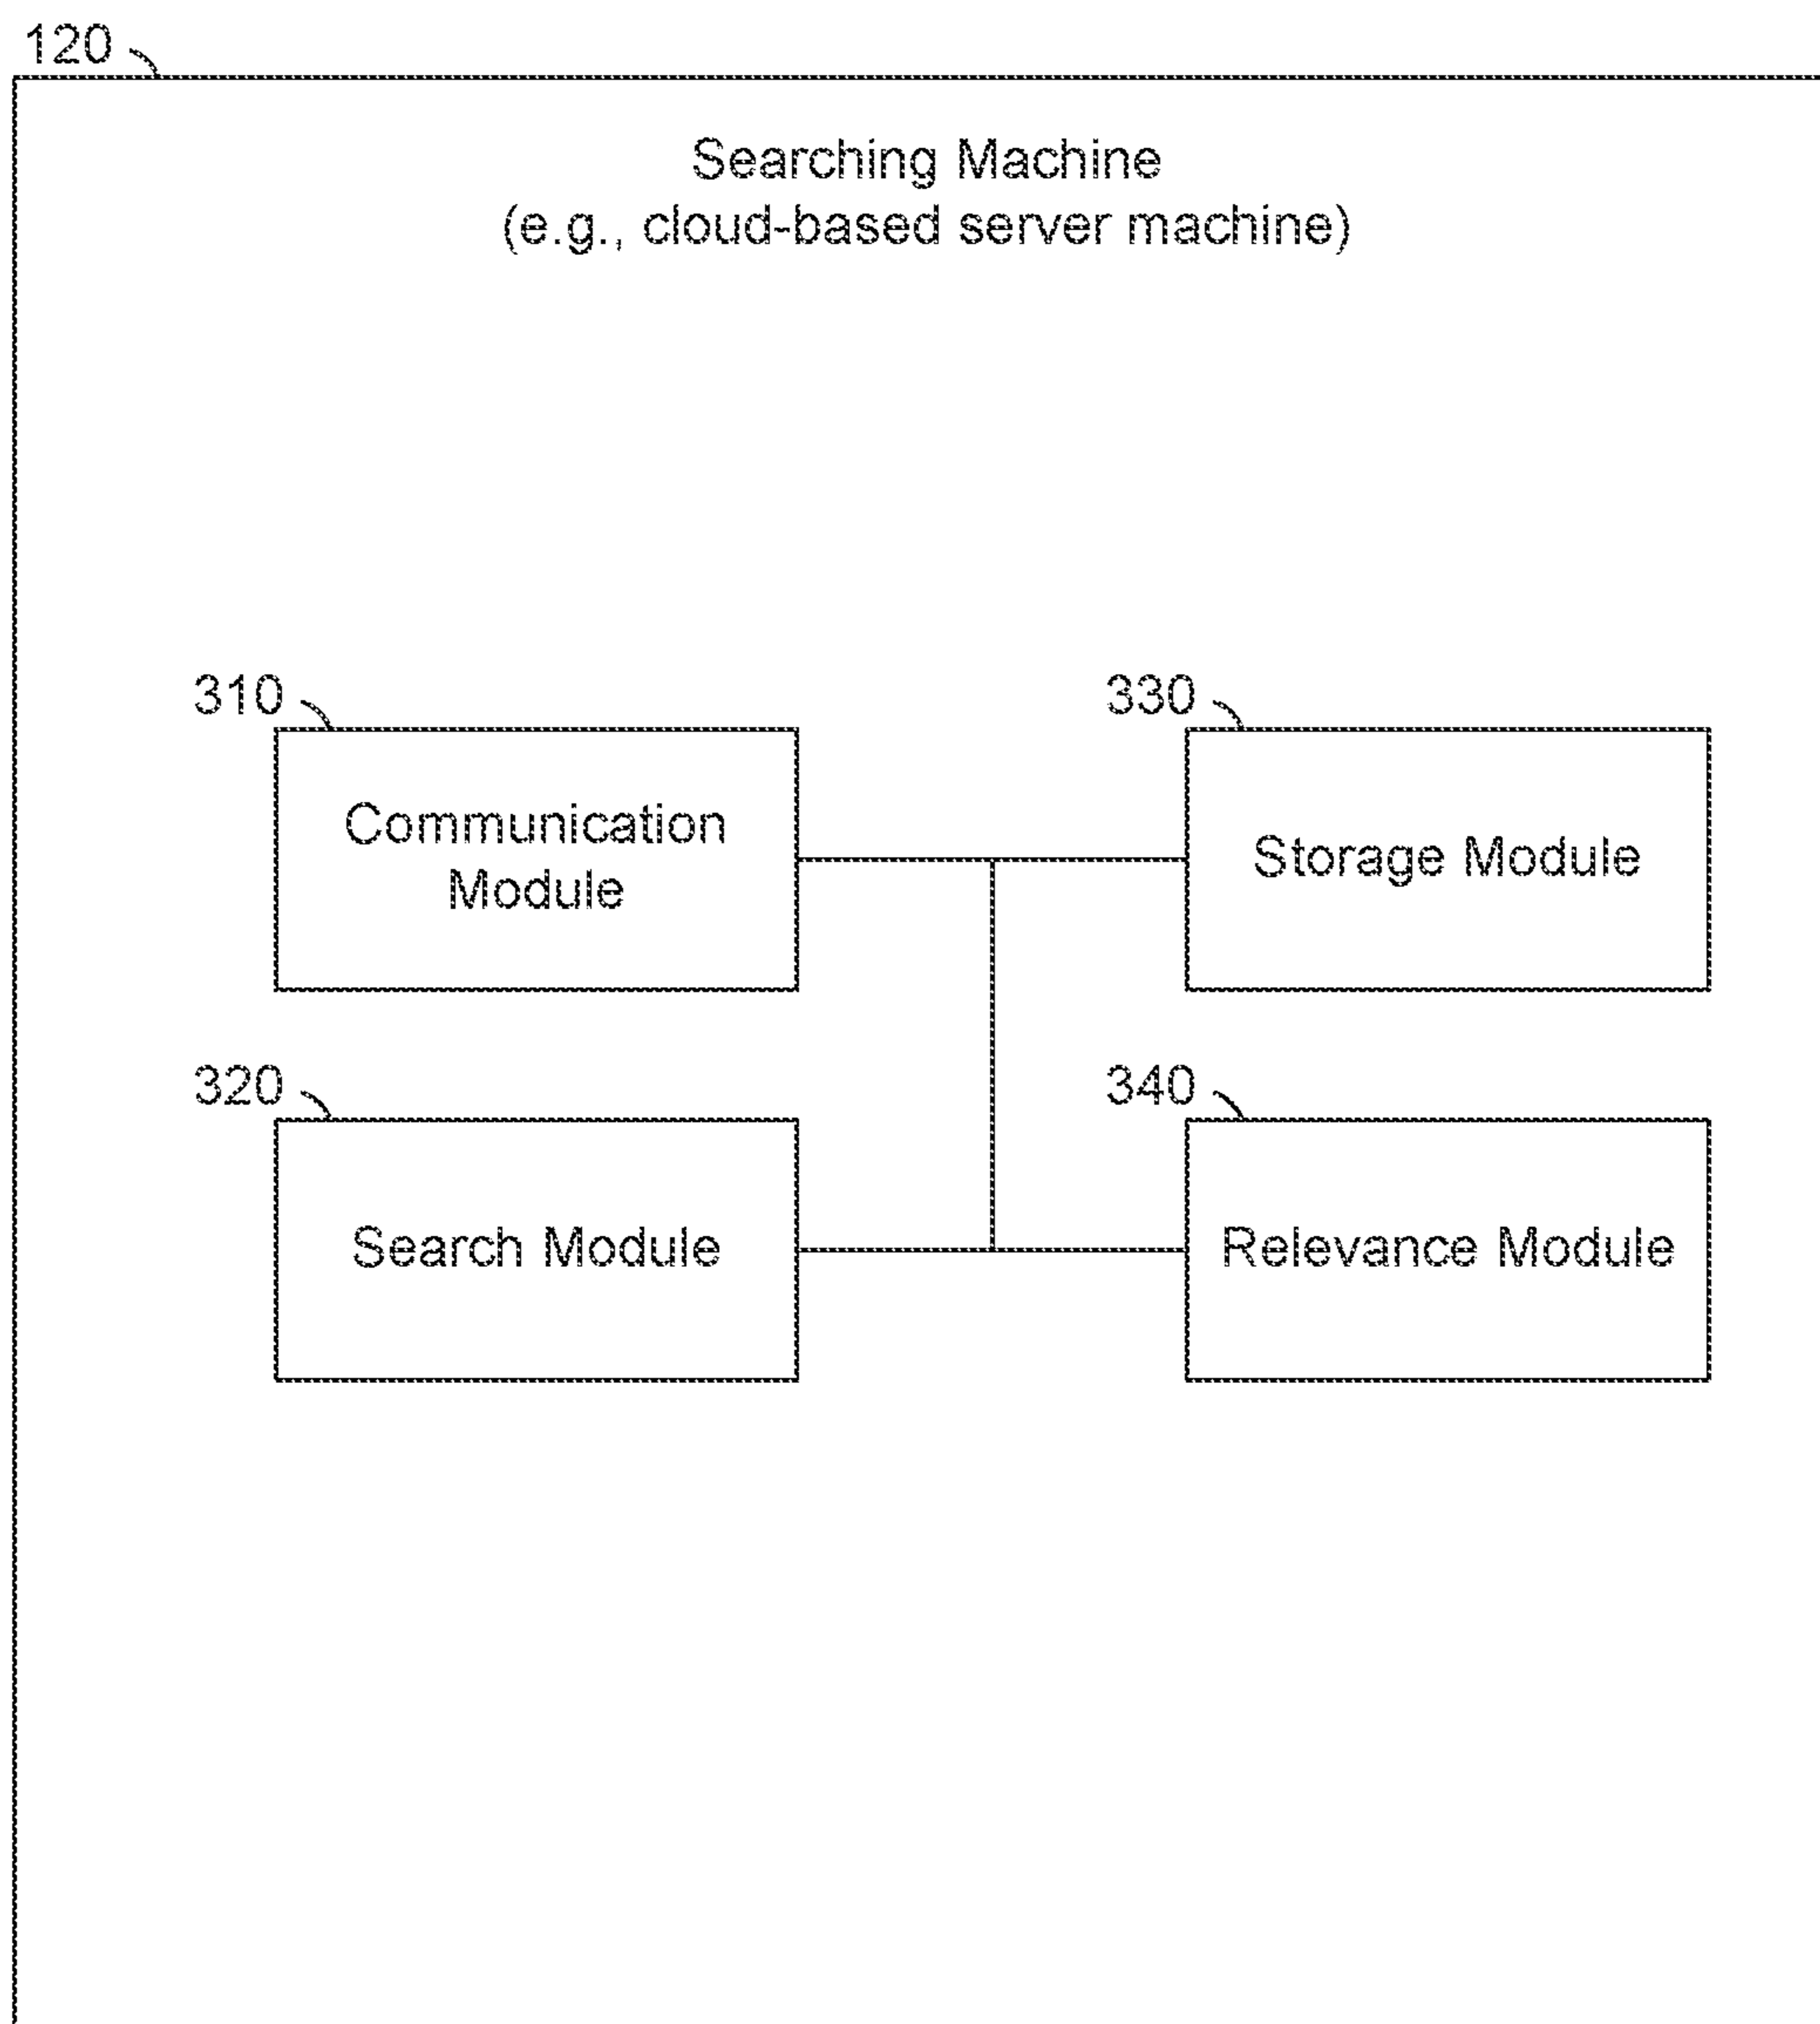 120
Searching Machine
(e.g., cloud-based server machine)
310
Communication
Module
330
Storage Module
320
Search Module
340
Relevance Module